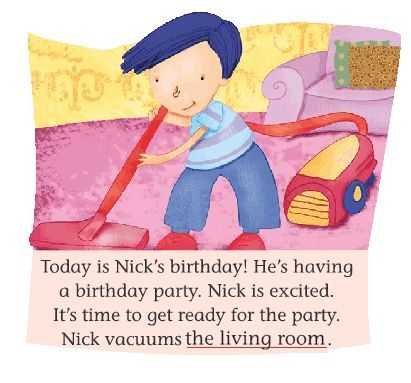 Today is Nick's birthday! He's having
a birthday party. Nick is excited.
It's time to get ready for the party.
Nick vacuums the living room.